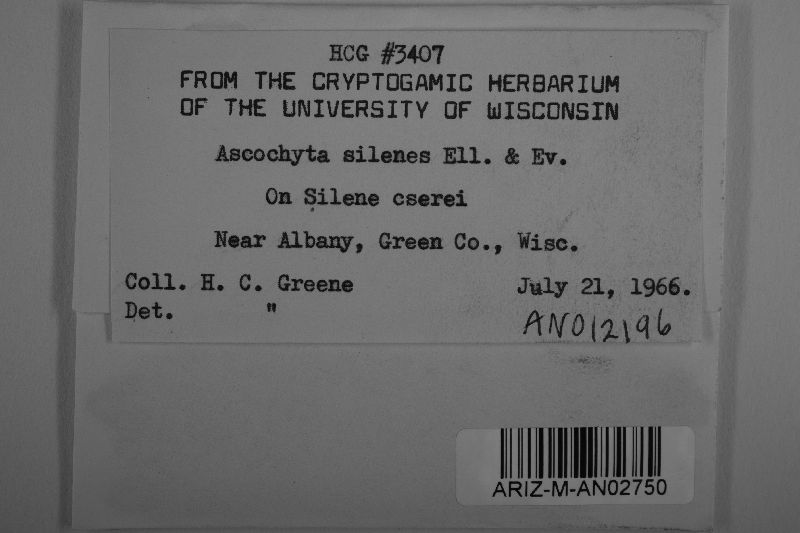 HCG #3407
FROM THE CRYPTOGAMIC HERBARIUM
OF THE UNIVERSITY OF WISCONSIN
Ascochyta silenes Ell. & Ev.
On Silene cserei
Near Albany, Green Co., Wisc.
Coll. H. C. Greene July 21, 1966.
Det. "
AN012196
ARIZ-M-AN02750